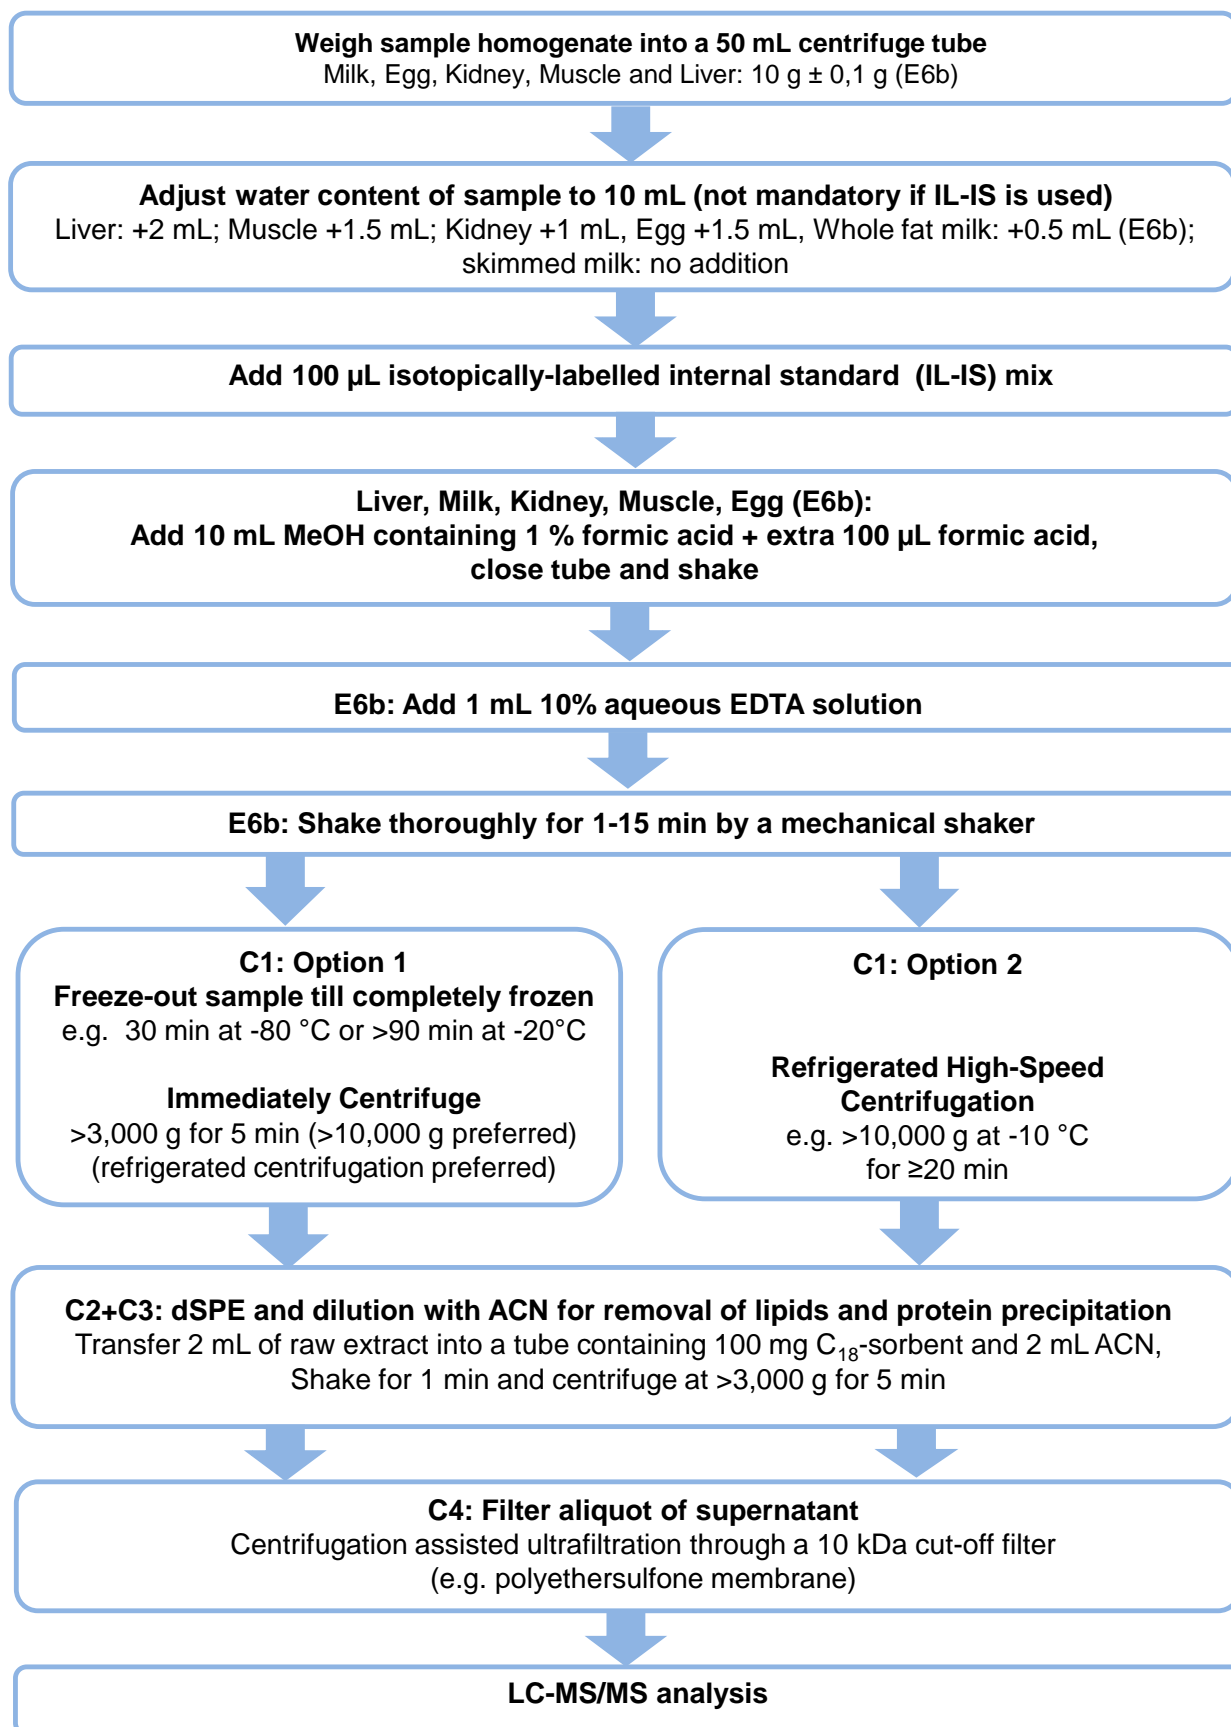 Weigh sample homogenate into a 50 mL centrifuge tube
Milk, Egg, Kidney, Muscle and Liver: 10 g ± 0,1 g (E6b)
Adjust water content of sample to 10 mL (not mandatory if IL-IS is used)
Liver: +2 mL; Muscle +1.5 mL; Kidney +1 mL, Egg +1.5 mL, Whole fat milk: +0.5 mL (E6b);
skimmed milk: no addition
Add 100 µL isotopically-labelled internal standard (IL-IS) mix
Liver, Milk, Kidney, Muscle, Egg (E6b):
Add 10 mL MeOH containing 1 % formic acid + extra 100 µL formic acid,
close tube and shake
E6b: Add 1 mL 10% aqueous EDTA solution
E6b: Shake thoroughly for 1-15 min by a mechanical shaker
C1: Option 1
Freeze-out sample till completely frozen
e.g. 30 min at -80 °C or >90 min at -20°C
Immediately Centrifuge
>3,000 g for 5 min (>10,000 g preferred)
(refrigerated centrifugation preferred)
C1: Option 2
Refrigerated High-Speed
Centrifugation
e.g. >10,000 g at -10 °C
for ≥20 min
C2+C3: dSPE and dilution with ACN for removal of lipids and protein precipitation
Transfer 2 mL of raw extract into a tube containing 100 mg C₁₈-sorbent and 2 mL ACN,
Shake for 1 min and centrifuge at >3,000 g for 5 min
C4: Filter aliquot of supernatant
Centrifugation assisted ultrafiltration through a 10 kDa cut-off filter
(e.g. polyethersulfone membrane)
LC-MS/MS analysis